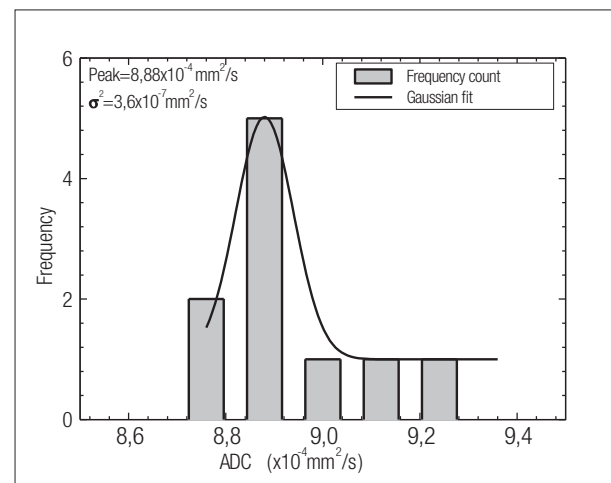 6
Peak=8,88x10⁻⁴ mm²/s
σ²=3,6x10⁻⁷mm²/s
Frequency count
Gaussian fit
4
Frequency
2
0
8,6 8,8 9,0 9,2 9,4
ADC (x10⁻⁴mm²/s)